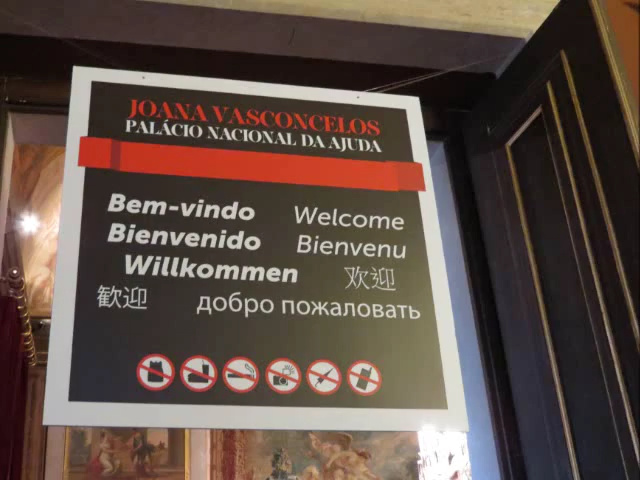 JOANA VASCONCELOS
PALÁCIO NACIONAL DA AJUDA
Bem-vindo Welcome
Bienvenido Bienvenu
Willkommen 欢迎
歡迎 добро пожаловать